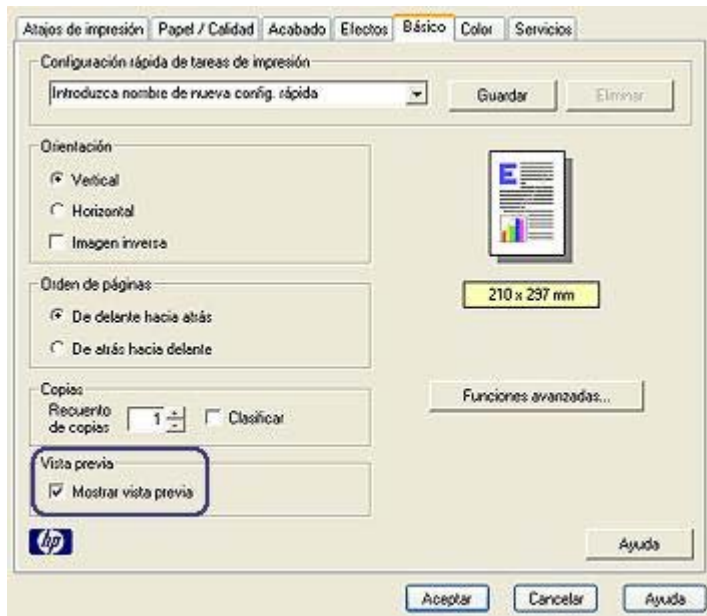 Atajos de impresión Papel / Calidad Acabado Efectos Básico Color Servicios
Configuración rápida de tareas de impresión
Introduzca nombre de nueva config. rápida Guardar Eliminar
Orientación
Vertical
Horizontal
Imagen inversa
E
210 x 297 mm
Orden de páginas
De delante hacia atrás
De atrás hacia delante
Copias
Recuento
de copias 1 Clasificar
Funciones avanzadas...
Vista previa
Mostrar vista previa
hp
Ayuda
Aceptar Cancelar Ayuda